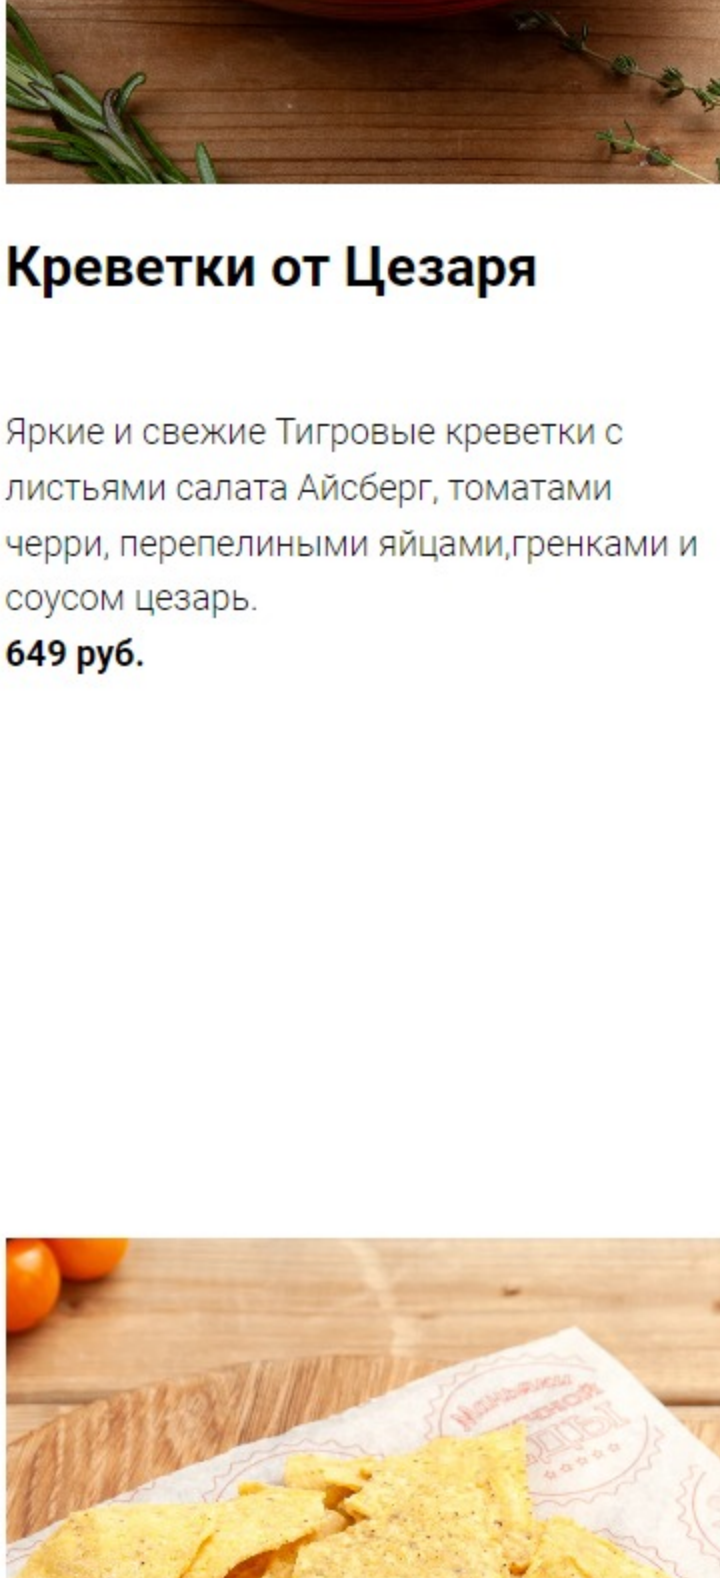 Креветки от Цезаря
Яркие и свежие Тигровые креветки с
листьями салата Айсберг, томатами
черри, перепелиными яйцами,гренками и
соусом цезарь.
649 руб.